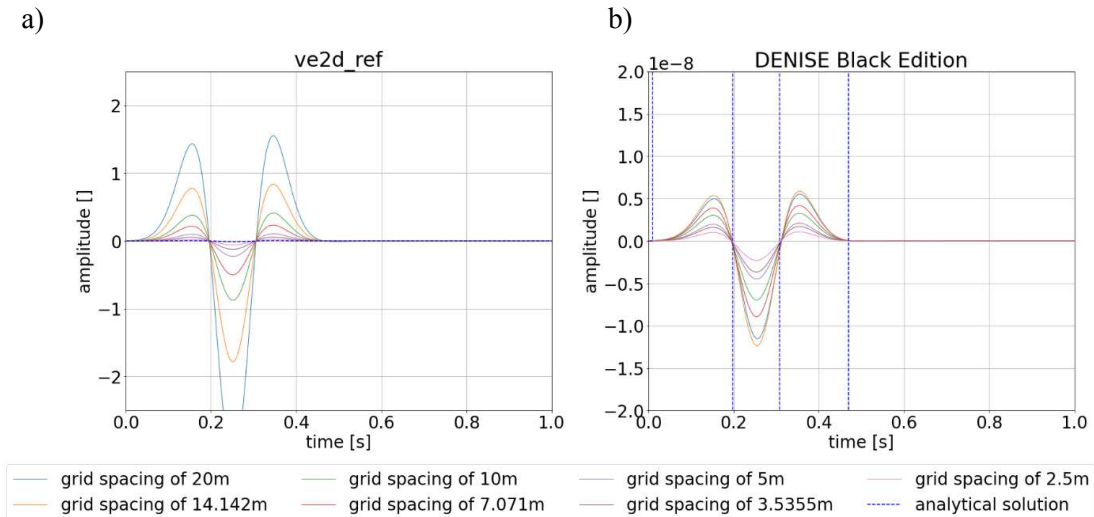 a)
b)
ve2d_ref
DENISE Black Edition
1e−8
2
1
0
−1
−2
amplitude []
0.0 0.2 0.4 0.6 0.8 1.0
time [s]
2.0
1.5
1.0
0.5
0.0
−0.5
−1.0
−1.5
−2.0
amplitude []
0.0 0.2 0.4 0.6 0.8 1.0
time [s]
grid spacing of 20m
grid spacing of 14.142m
grid spacing of 10m
grid spacing of 7.071m
grid spacing of 5m
grid spacing of 3.5355m
grid spacing of 2.5m
analytical solution